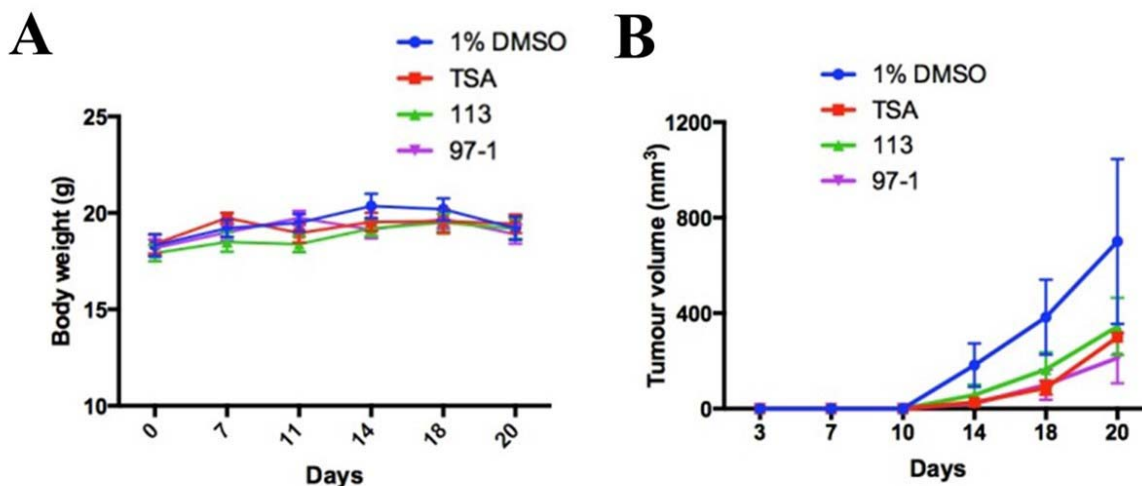 A
1% DMSO
TSA
113
97-1
25
20
15
10
Body weight (g)
0 7 11 14 18 20
Days
B
1% DMSO
TSA
113
97-1
1200
800
400
0
Tumour volume (mm³)
3 7 10 14 18 20
Days